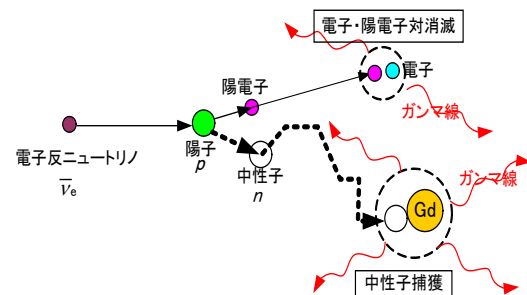 電子・陽電子対消滅
電子
陽電子
ガンマ線
電子反ニュートリノ
ν̅e
陽子
p
中性子
n
ガンマ線
Gd
中性子捕獲